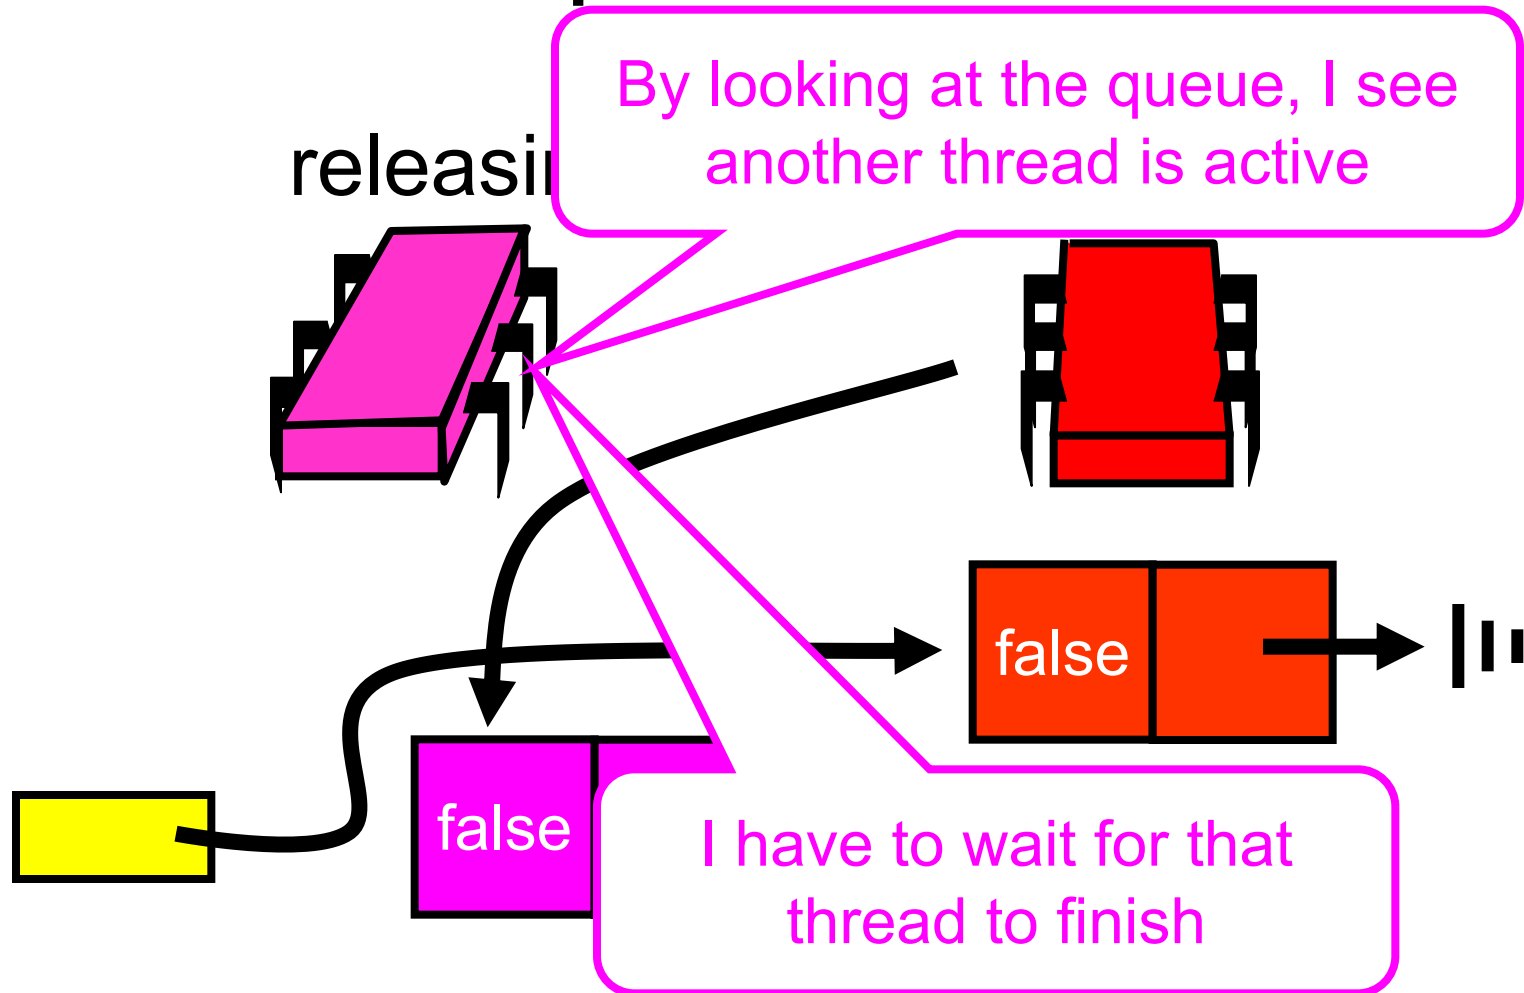 By looking at the queue, I see
another thread is active
false
false
I have to wait for that
thread to finish